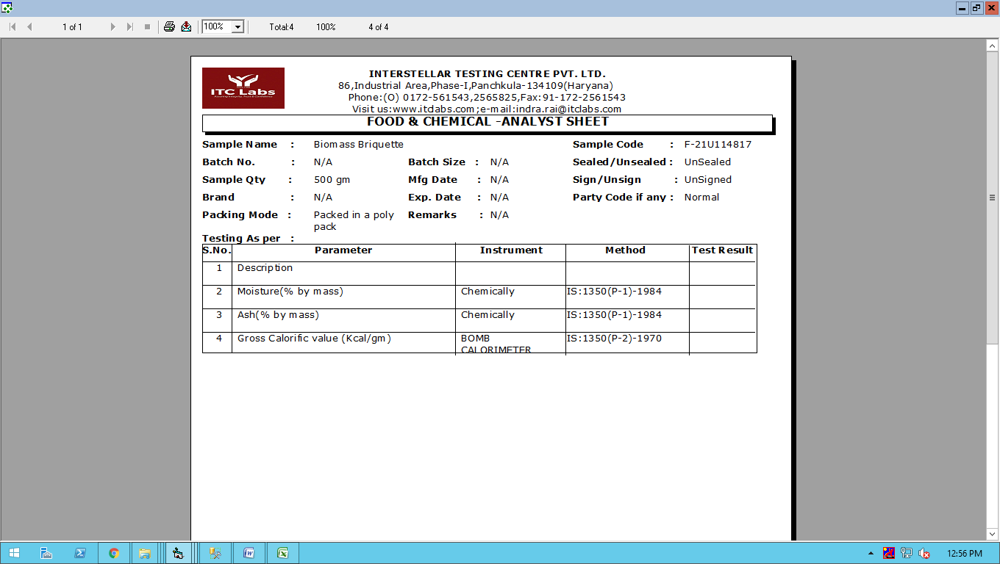 1 of 1 100% Total:4 100% 4 of 4
ITC Labs
INTERSTELLAR TESTING CENTRE PVT. LTD.
86,Industrial Area,Phase-I,Panchkula-134109(Haryana)
Phone:(O) 0172-561543,2565825,Fax:91-172-2561543
Visit us:www.itclabs.com;e-mail:indra.rai@itclabs.com
FOOD & CHEMICAL -ANALYST SHEET
Sample Name : Biomass Briquette Sample Code : F-21U114817
Batch No. : N/A Batch Size : N/A Sealed/Unsealed : UnSealed
Sample Qty : 500 gm Mfg Date : N/A Sign/Unsign : UnSigned
Brand : N/A Exp. Date : N/A Party Code if any : Normal
Packing Mode : Packed in a poly Remarks : N/A
pack
Testing As per :
S.No. Parameter Instrument Method Test Result
1 Description
2 Moisture(% by mass) Chemically IS:1350(P-1)-1984
3 Ash(% by mass) Chemically IS:1350(P-1)-1984
4 Gross Calorific value (Kcal/gm) BOMB IS:1350(P-2)-1970
CALORIMETER
12:56 PM